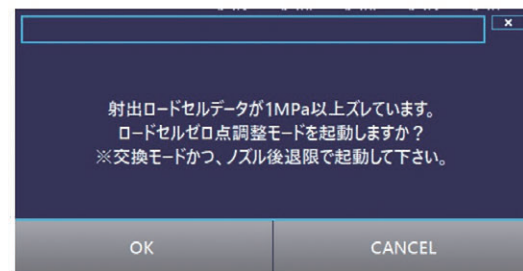 ×
射出ロードセルデータが1MPa以上ズレています。
ロードセルゼロ点調整モードを起動しますか？
※交換モードかつ、ノズル後退限で起動して下さい。
OK
CANCEL